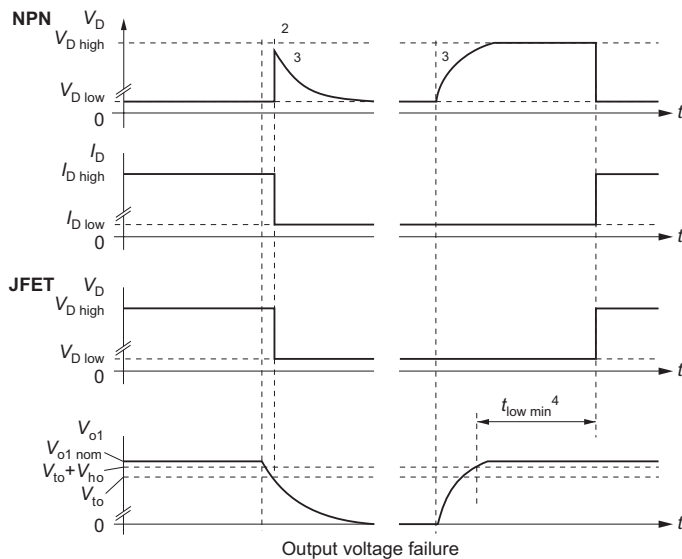 NPN V_D
V_D high
2
3
3
V_D low
0
t
I_D
I_D high
I_D low
0
t
JFET V_D
V_D high
V_D low
0
t
t_low min^4
V_o1
V_o1 nom
V_to + V_ho
V_to
0
t
Output voltage failure